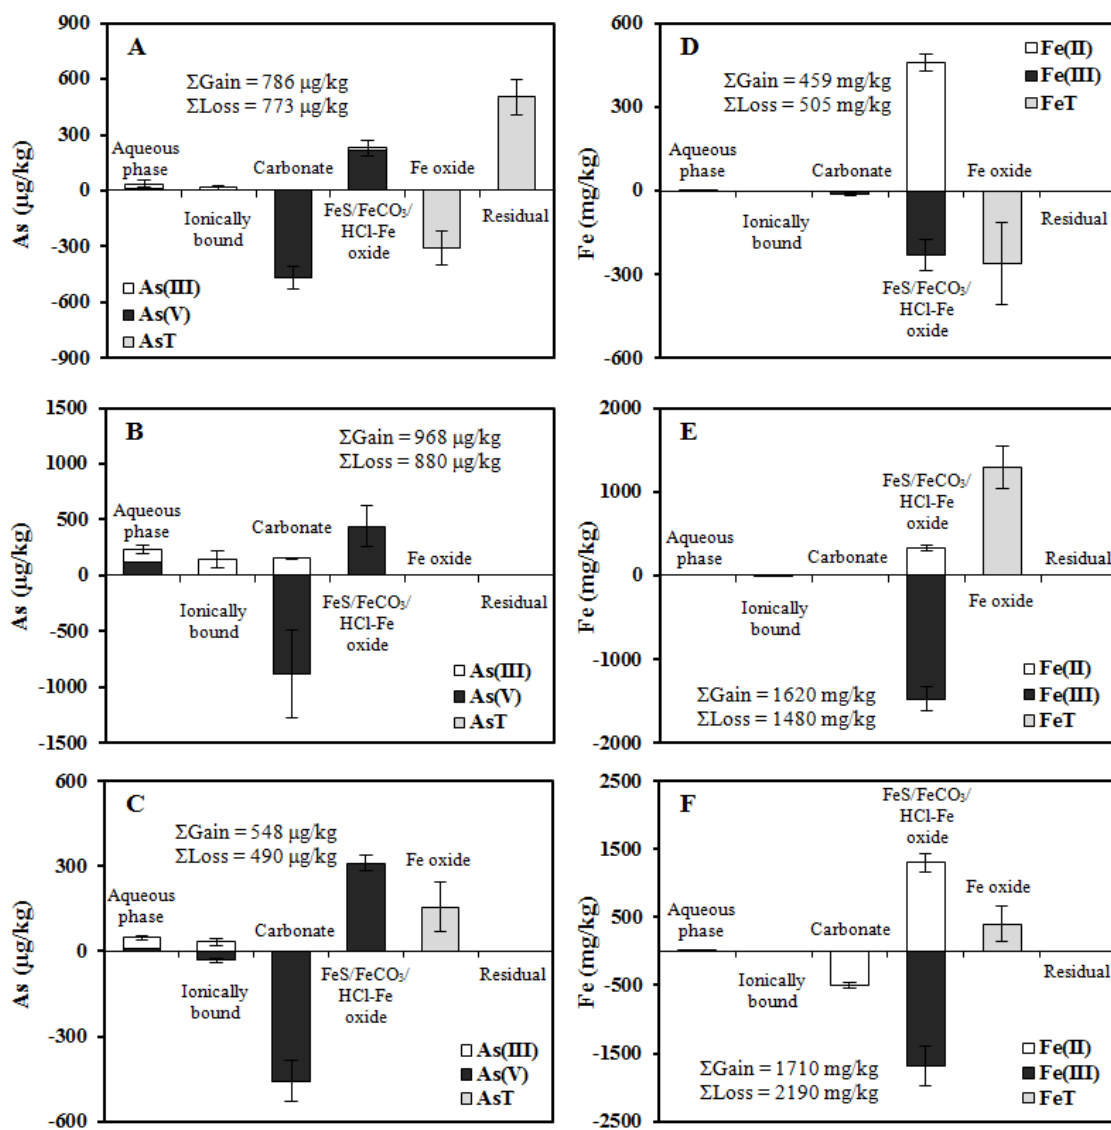 900
600
300
0
-300
-600
-900
As (µg/kg)
A
ΣGain = 786 µg/kg
ΣLoss = 773 µg/kg
Aqueous
phase
Ionically
bound
Carbonate
FeS/FeCO₃/
HCl-Fe
oxide
Fe oxide
Residual
As(III)
As(V)
AsT
600
300
0
-300
-600
Fe (mg/kg)
D
ΣGain = 459 mg/kg
ΣLoss = 505 mg/kg
Fe(II)
Fe(III)
FeT
Aqueous
phase
Ionically
bound
Carbonate
FeS/FeCO₃/
HCl-Fe
oxide
Fe oxide
Residual
1500
1000
500
0
-500
-1000
-1500
As (µg/kg)
B
ΣGain = 968 µg/kg
ΣLoss = 880 µg/kg
Aqueous
phase
Ionically
bound
Carbonate
FeS/FeCO₃/
HCl-Fe
oxide
Fe oxide
Residual
As(III)
As(V)
AsT
2000
1000
0
-1000
-2000
Fe (mg/kg)
E
FeS/FeCO₃/
HCl-Fe
oxide
Aqueous
phase
Ionically
bound
Carbonate
Fe oxide
Residual
ΣGain = 1620 mg/kg
ΣLoss = 1480 mg/kg
Fe(II)
Fe(III)
FeT
600
300
0
-300
-600
As (µg/kg)
C
ΣGain = 548 µg/kg
ΣLoss = 490 µg/kg
Aqueous
phase
Ionically
bound
Carbonate
FeS/FeCO₃/
HCl-Fe
oxide
Fe oxide
Residual
As(III)
As(V)
AsT
2500
1500
500
-500
-1500
-2500
Fe (mg/kg)
F
FeS/FeCO₃/
HCl-Fe
oxide
Aqueous
phase
Ionically
bound
Carbonate
Fe oxide
Residual
ΣGain = 1710 mg/kg
ΣLoss = 2190 mg/kg
Fe(II)
Fe(III)
FeT